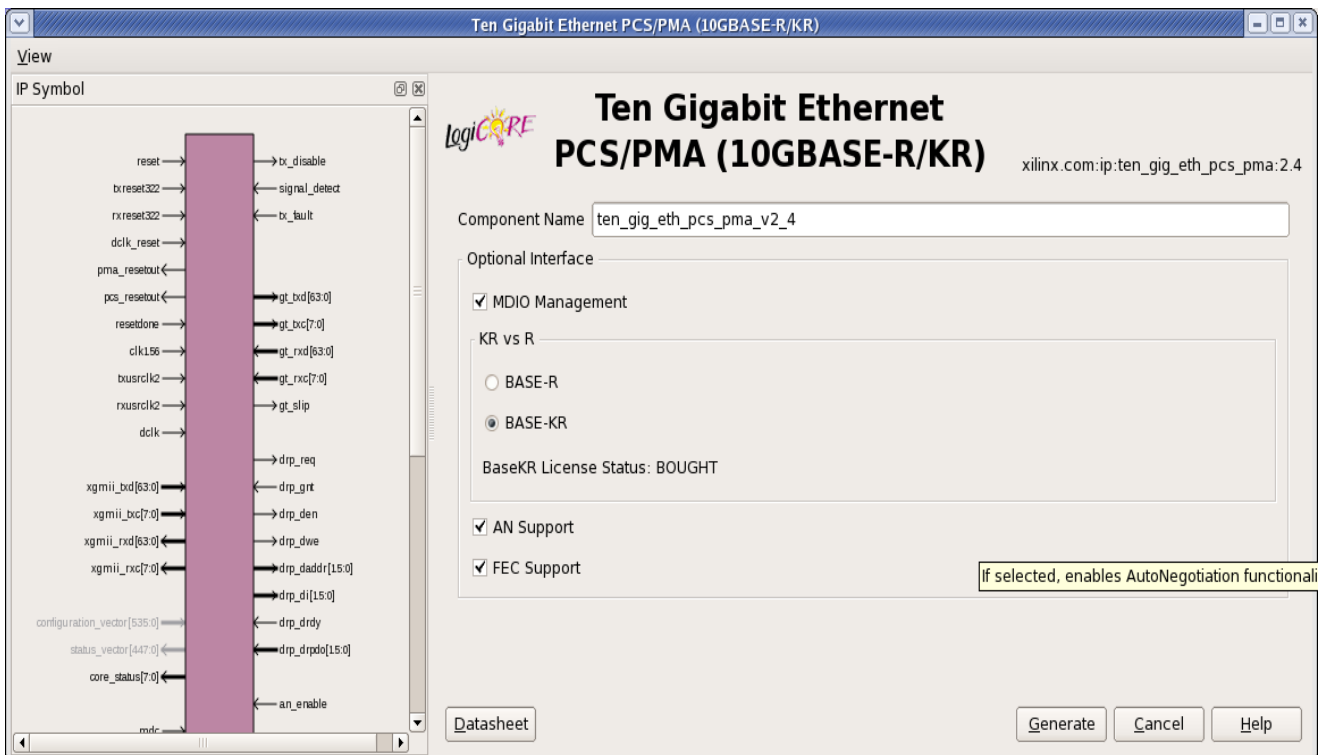 Ten Gigabit Ethernet PCS/PMA (10GBASE-R/KR)
View
IP Symbol
reset
txreset322
rxreset322
dclk_reset
pma_resetout
pcs_resetout
resetdone
clk156
txusrclk2
rxusrclk2
dclk
xgmii_txd[63:0]
xgmii_txc[7:0]
xgmii_rxd[63:0]
xgmii_rxc[7:0]
configuration_vector[535:0]
status_vector[447:0]
core_status[7:0]
mdc
tx_disable
signal_detect
tx_fault
gt_txd[63:0]
gt_txc[7:0]
gt_rxd[63:0]
gt_rxc[7:0]
gt_slip
drp_req
drp_gnt
drp_den
drp_dwe
drp_daddr[15:0]
drp_di[15:0]
drp_drdy
drp_drpdo[15:0]
an_enable
LogiCORE
Ten Gigabit Ethernet
PCS/PMA (10GBASE-R/KR)
xilinx.com:ip:ten_gig_eth_pcs_pma:2.4
Component Name ten_gig_eth_pcs_pma_v2_4
Optional Interface
MDIO Management
KR vs R
BASE-R
BASE-KR
BaseKR License Status: BOUGHT
AN Support
FEC Support
If selected, enables AutoNegotiation functionali
Datasheet Generate Cancel Help